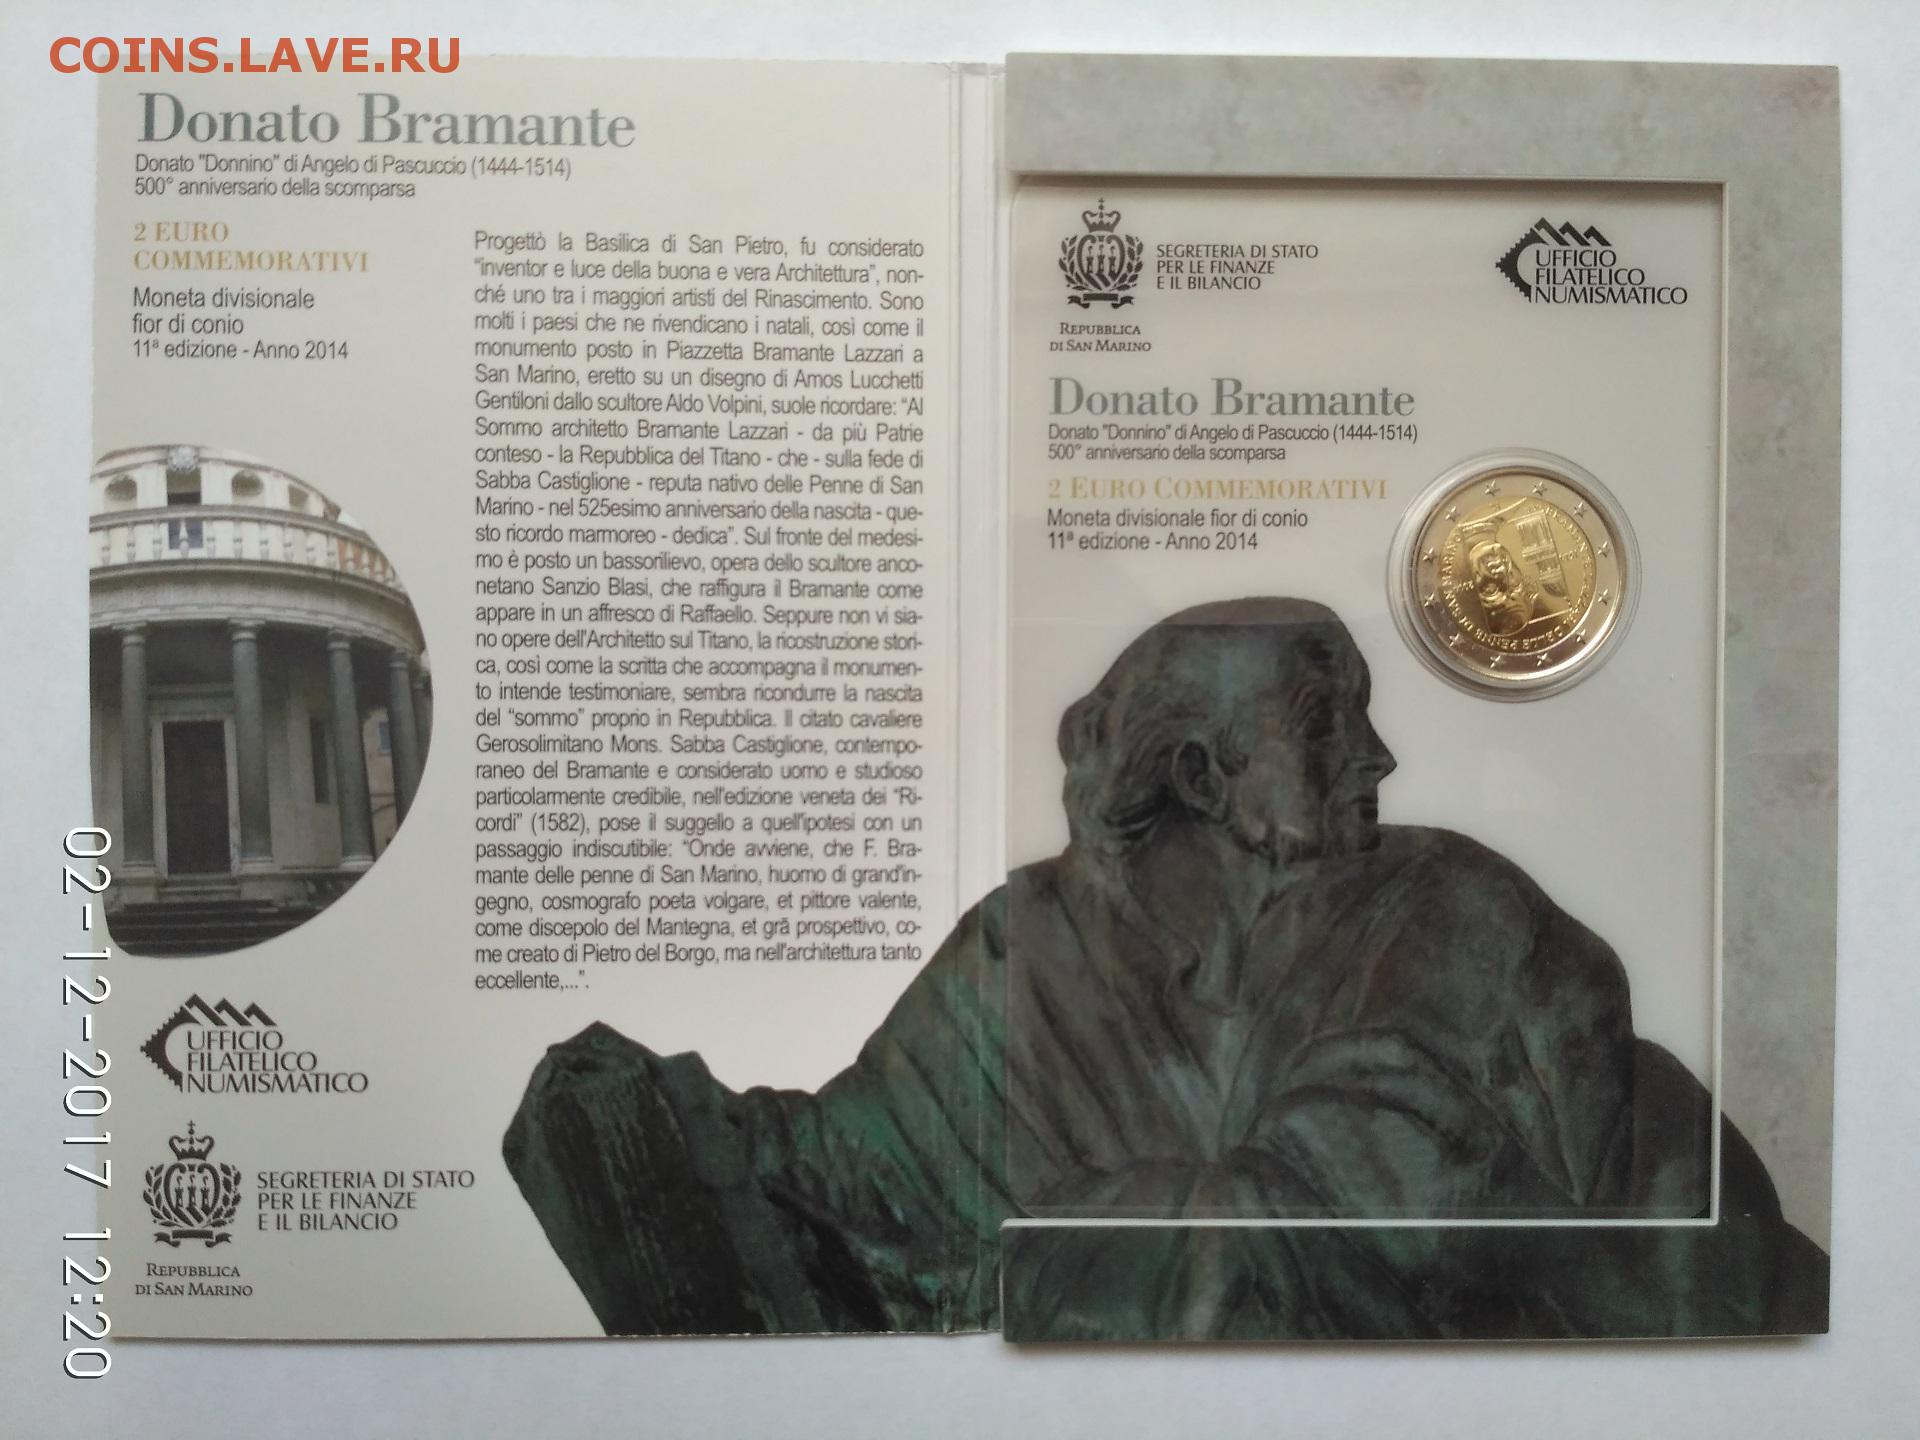 COINS.LAVE.RU
Donato Bramante
Donato "Donnino" di Angelo di Pascuccio (1444-1514)
500° anniversario della scomparsa
2 EURO
COMMEMORATIVI
Moneta divisionale
fior di conio
11ª edizione - Anno 2014
Progettò la Basilica di San Pietro, fu considerato
"inventor e luce della buona e vera Architettura", non-
ché uno tra i maggiori artisti del Rinascimento. Sono
molti i paesi che ne rivendicano i natali, così come il
monumento posto in Piazzetta Bramante Lazzari a
San Marino, eretto su un disegno di Amos Lucchetti
Gentiloni dallo scultore Aldo Volpini, suole ricordare: "Al
Sommo architetto Bramante Lazzari - da più Patrie
conteso - la Repubblica del Titano - che - sulla fede di
Sabba Castiglione - reputa nativo delle Penne di San
Marino - nel 525esimo anniversario della nascita - que-
sto ricordo marmoreo - dedica". Sul fronte del medesi-
mo è posto un bassorilievo, opera dello scultore anco-
netano Sanzio Blasi, che raffigura il Bramante come
appare in un affresco di Raffaello. Seppure non vi sia-
no opere dell'Architetto sul Titano, la ricostruzione stori-
ca, così come la scritta che accompagna il monumen-
to intende testimoniare, sembra ricondurre la nascita
del "sommo" proprio in Repubblica. Il citato cavaliere
Gerosolimitano Mons. Sabba Castiglione, contempo-
raneo del Bramante e considerato uomo e studioso
particolarmente credibile, nell'edizione veneta dei "Ri-
cordi" (1582), pose il suggello a quell'ipotesi con un
passaggio indiscutibile: "Onde avviene, che F. Bra-
mante delle penne di San Marino, huomo di grand'in-
gegno, cosmografo poeta volgare, et pittore valente,
come discepolo del Mantegna, et grã prospettivo, co-
me creato di Pietro del Borgo, ma nell'architettura tanto
eccellente,...".
UFFICIO
FILATELICO
NUMISMATICO
SEGRETERIA DI STATO
PER LE FINANZE
E IL BILANCIO
REPUBBLICA
DI SAN MARINO
02-12-2017 12:20
SEGRETERIA DI STATO
PER LE FINANZE
E IL BILANCIO
REPUBBLICA
DI SAN MARINO
UFFICIO
FILATELICO
NUMISMATICO
Donato Bramante
Donato "Donnino" di Angelo di Pascuccio (1444-1514)
500° anniversario della scomparsa
2 EURO COMMEMORATIVI
Moneta divisionale fior di conio
11ª edizione - Anno 2014
DELLE PENNE DI SAN MARINO